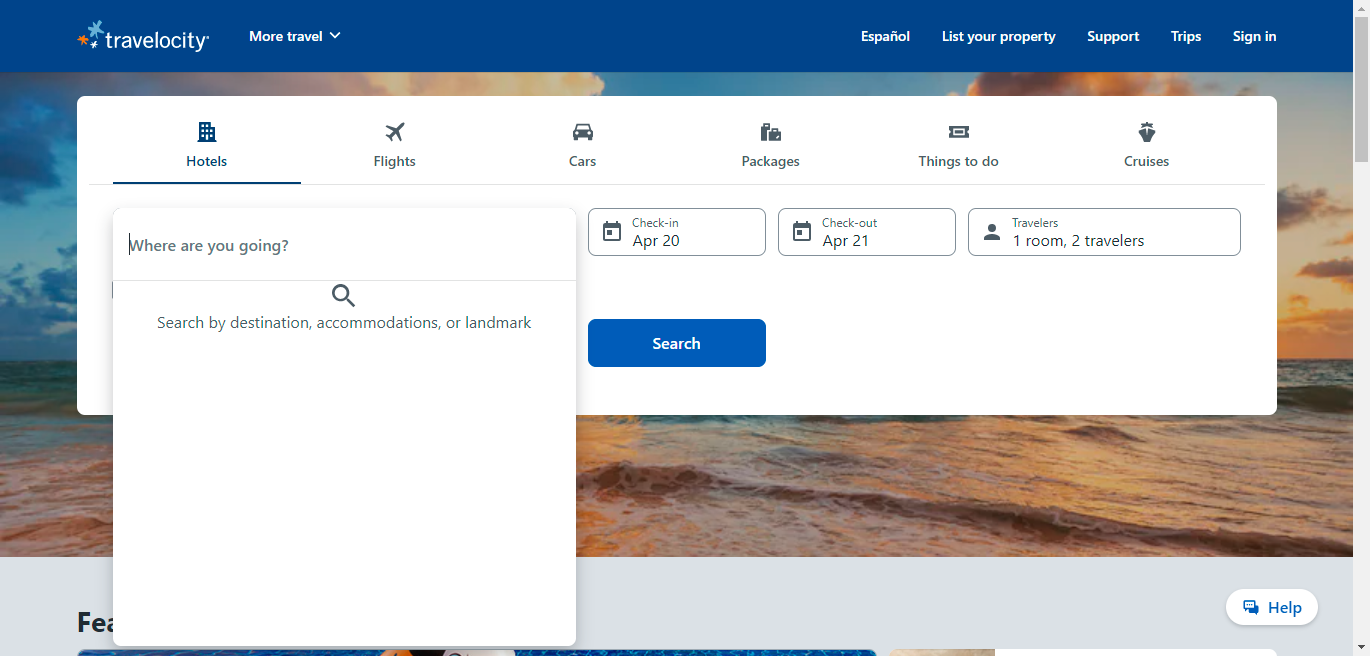 travelocity
More travel
Español
List your property
Support
Trips
Sign in
Hotels
Flights
Cars
Packages
Things to do
Cruises
Where are you going?
Search by destination, accommodations, or landmark
Check-in
Apr 20
Check-out
Apr 21
Travelers
1 room, 2 travelers
Search
Help